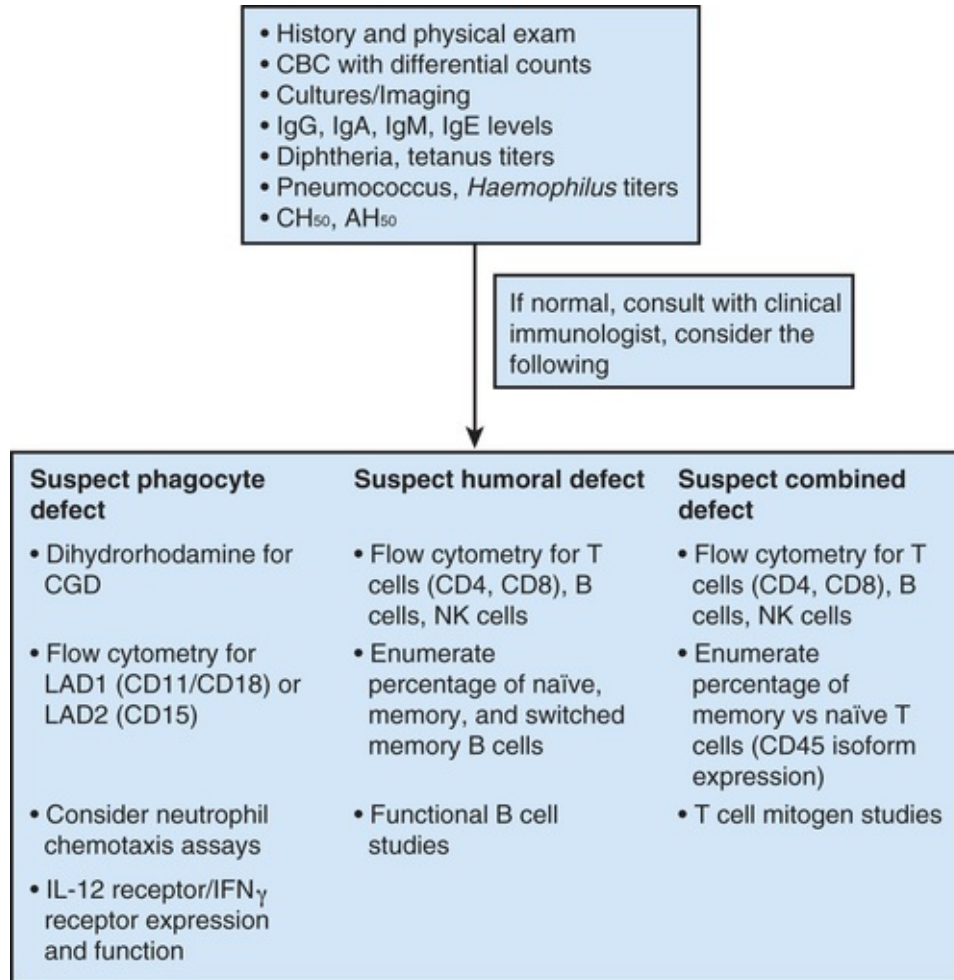 • History and physical exam
• CBC with differential counts
• Cultures/Imaging
• IgG, IgA, IgM, IgE levels
• Diphtheria, tetanus titers
• Pneumococcus, Haemophilus titers
• CH₅₀, AH₅₀
If normal, consult with clinical
immunologist, consider the
following
Suspect phagocyte
defect
• Dihydrorhodamine for
CGD
• Flow cytometry for
LAD1 (CD11/CD18) or
LAD2 (CD15)
• Consider neutrophil
chemotaxis assays
• IL-12 receptor/IFNγ
receptor expression
and function
Suspect humoral defect
• Flow cytometry for T
cells (CD4, CD8), B
cells, NK cells
• Enumerate
percentage of naïve,
memory, and switched
memory B cells
• Functional B cell
studies
Suspect combined
defect
• Flow cytometry for T
cells (CD4, CD8), B
cells, NK cells
• Enumerate
percentage of
memory vs naïve T
cells (CD45 isoform
expression)
• T cell mitogen studies